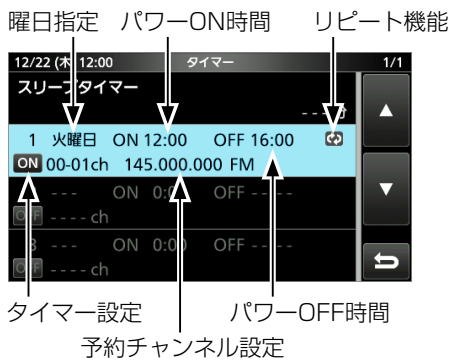 曜日指定 パワーON時間 リピート機能
12/22 (木) 12:00 タイマー 1/1
スリープタイマー
1 火曜日 ON 12:00 OFF 16:00
ON 00-01ch 145.000.000 FM
--- ON 0:00 OFF -----
OFF ---- ch
3 --- ON 0:00 OFF -----
OFF ---- ch
タイマー設定 パワーOFF時間
予約チャンネル設定